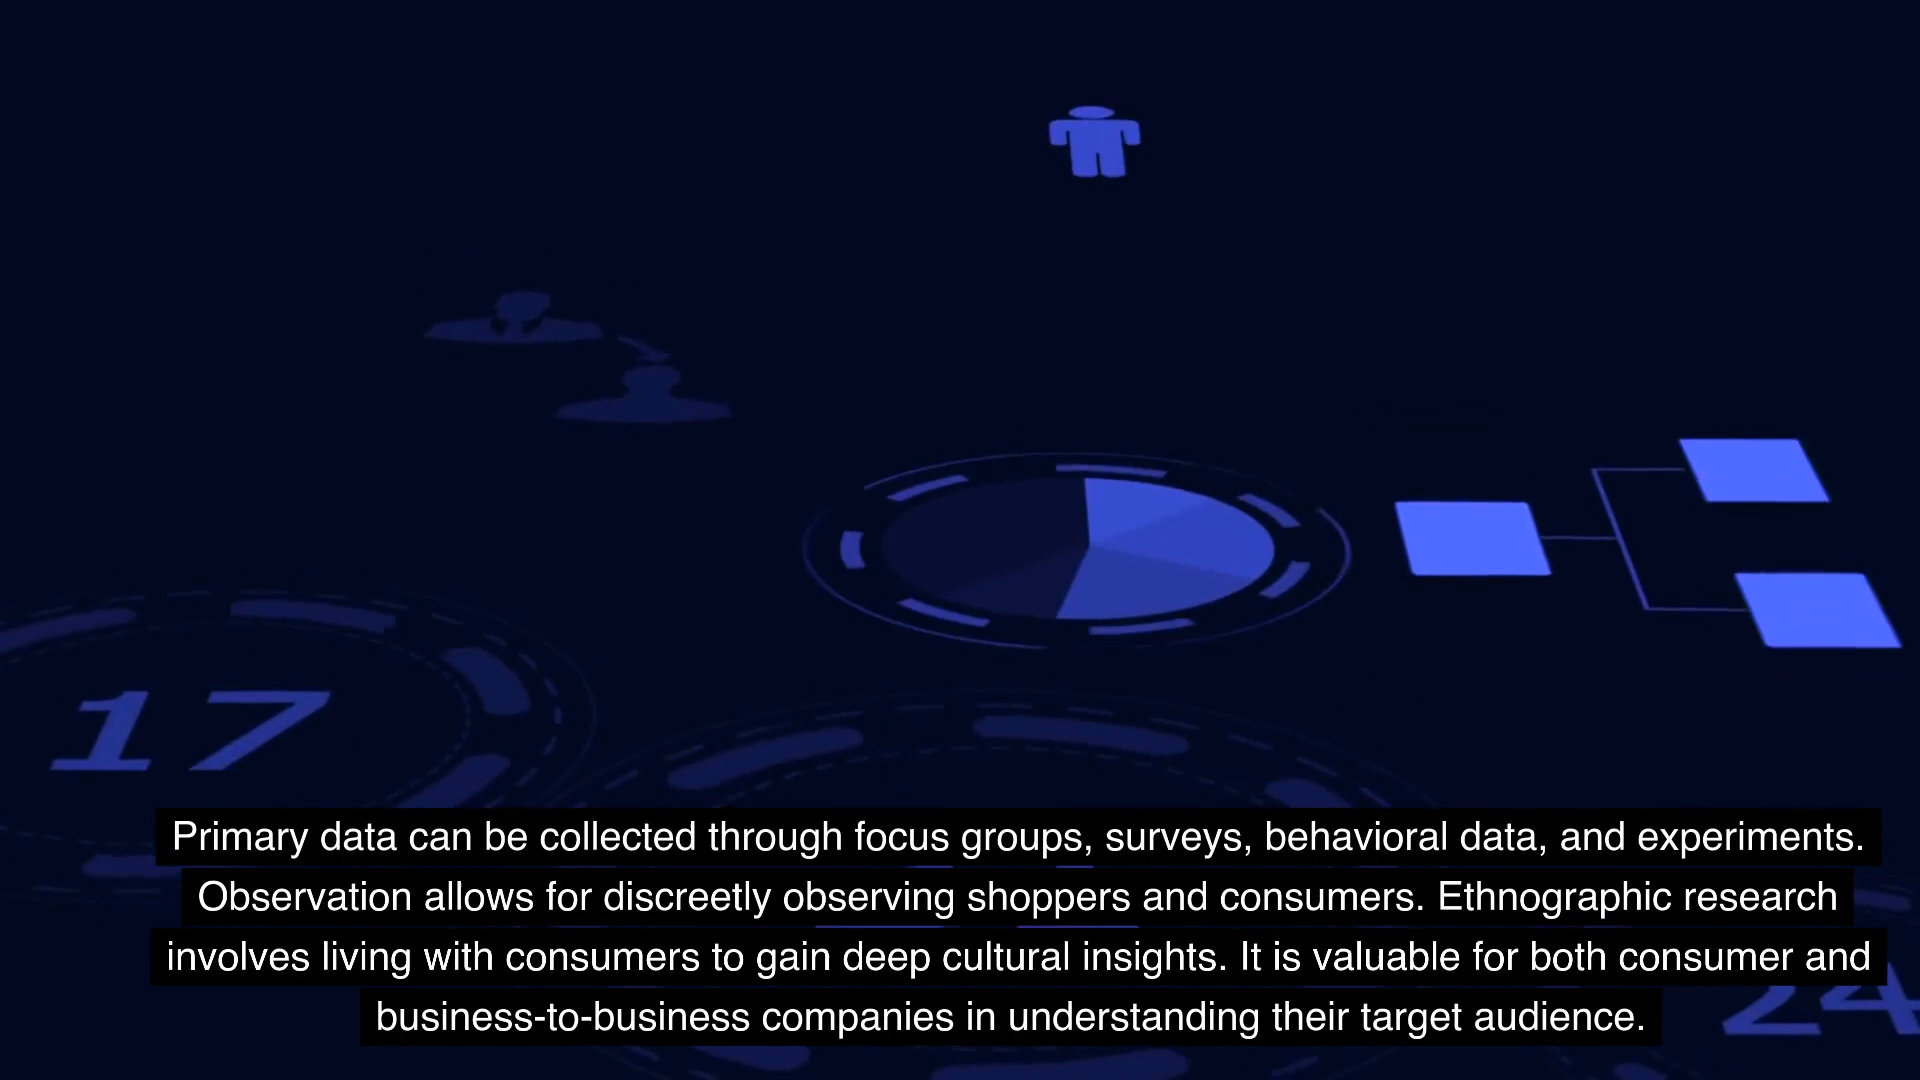 17
Primary data can be collected through focus groups, surveys, behavioral data, and experiments.
Observation allows for discreetly observing shoppers and consumers. Ethnographic research
involves living with consumers to gain deep cultural insights. It is valuable for both consumer and
business-to-business companies in understanding their target audience.
24